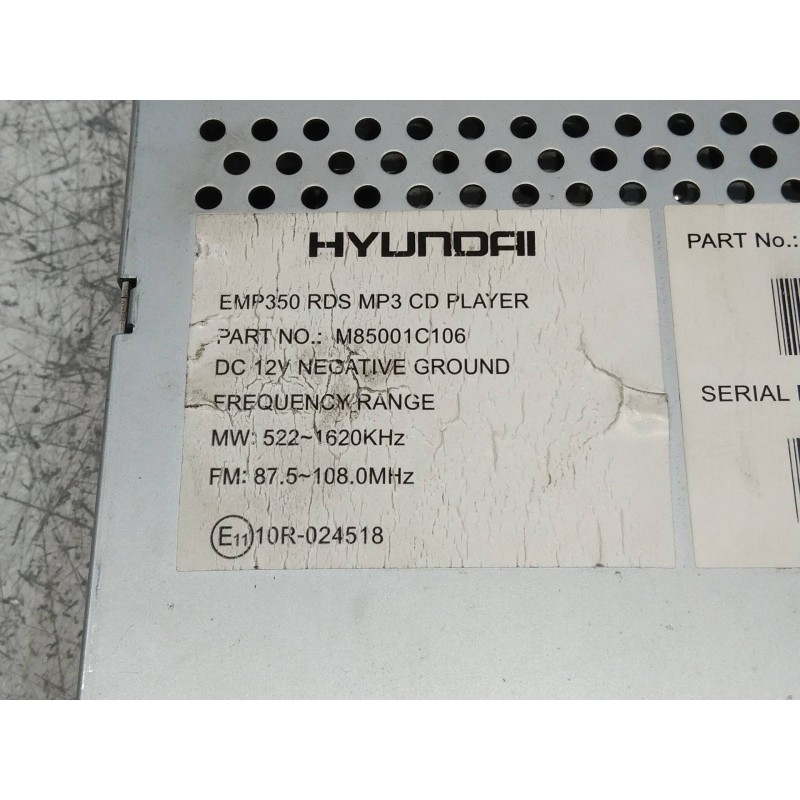 HYUNDAI
EMP350 RDS MP3 CD PLAYER
PART NO.: M85001C106
DC 12V NEGATIVE GROUND
FREQUENCY RANGE
MW: 522~1620KHz
FM: 87.5~108.0MHz
E11 10R-024518
PART No.:
SERIAL